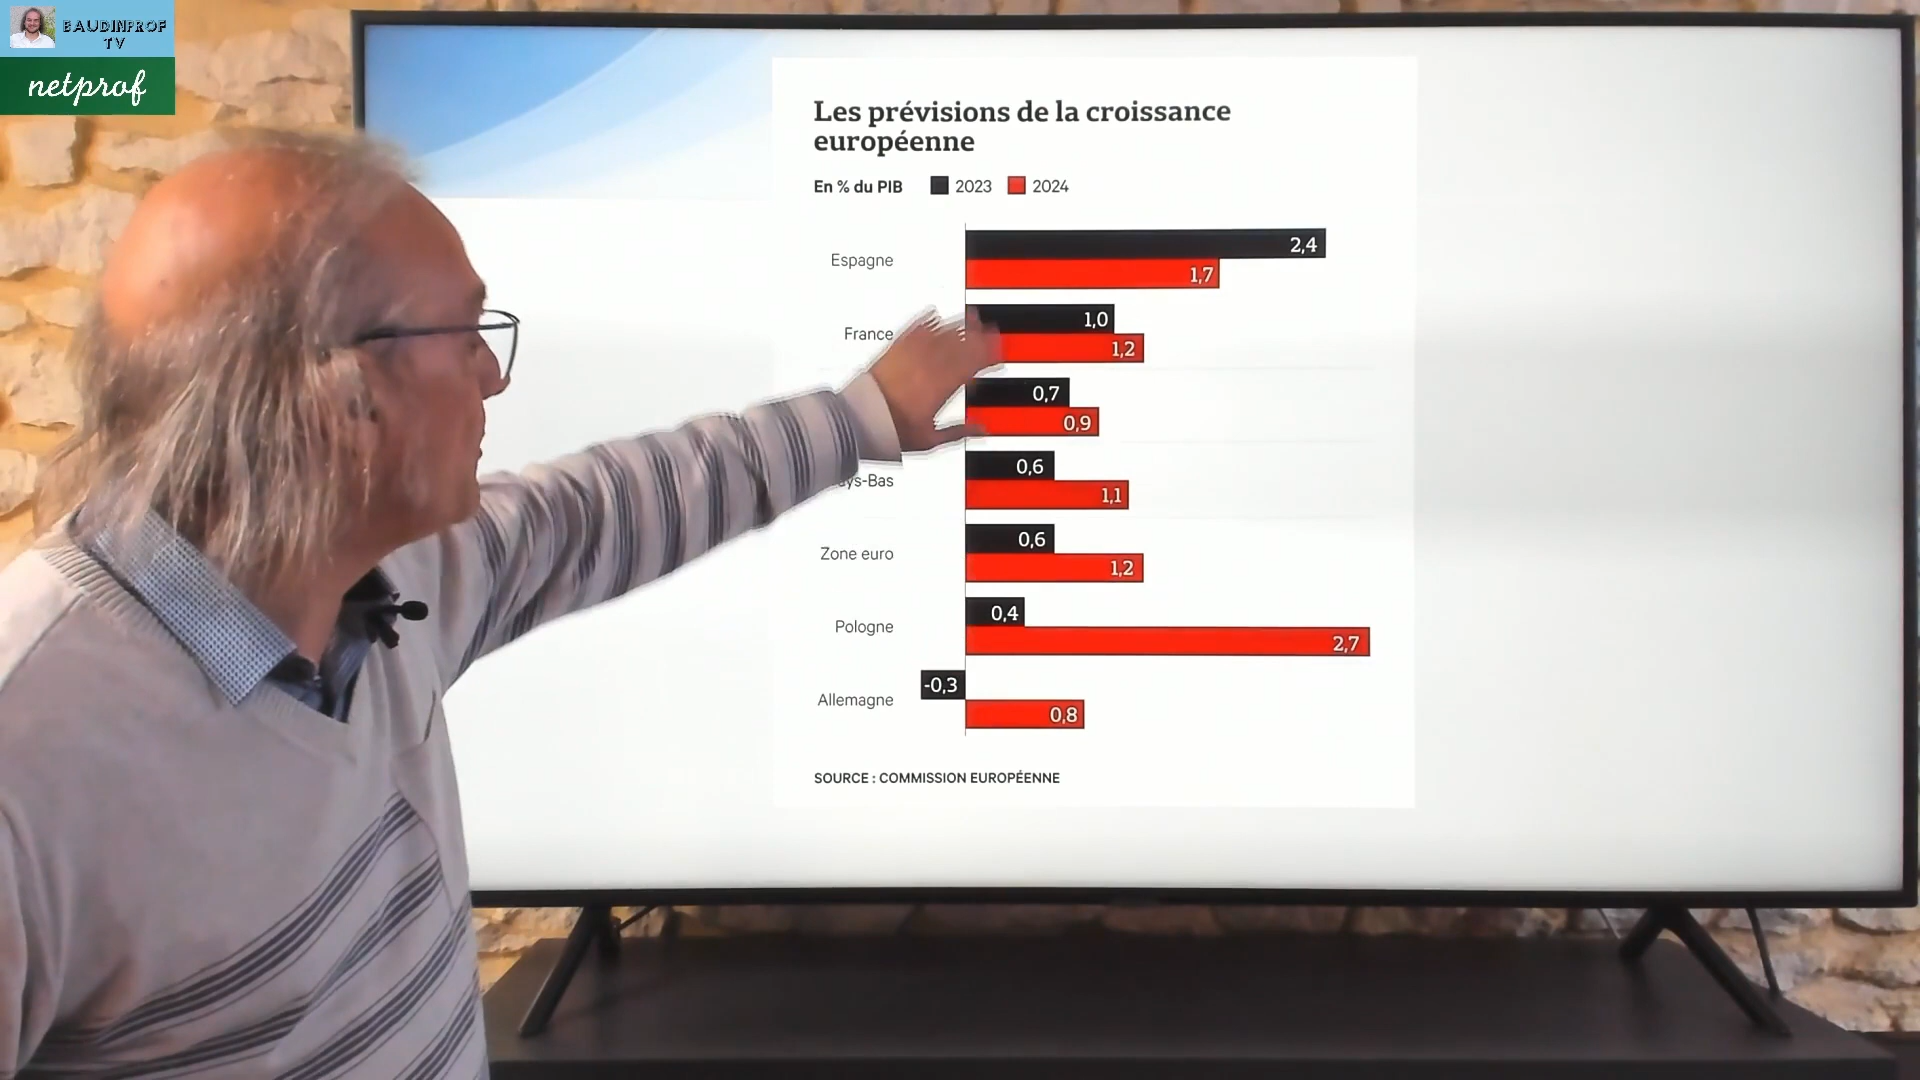 BAUDINPROF
TV
netprof
Les prévisions de la croissance
européenne
En % du PIB 2023 2024
Espagne 2,4
1,7
France 1,0
1,2
0,7
0,9
ys-Bas 0,6
1,1
Zone euro 0,6
1,2
Pologne 0,4
2,7
Allemagne -0,3
0,8
SOURCE : COMMISSION EUROPÉENNE